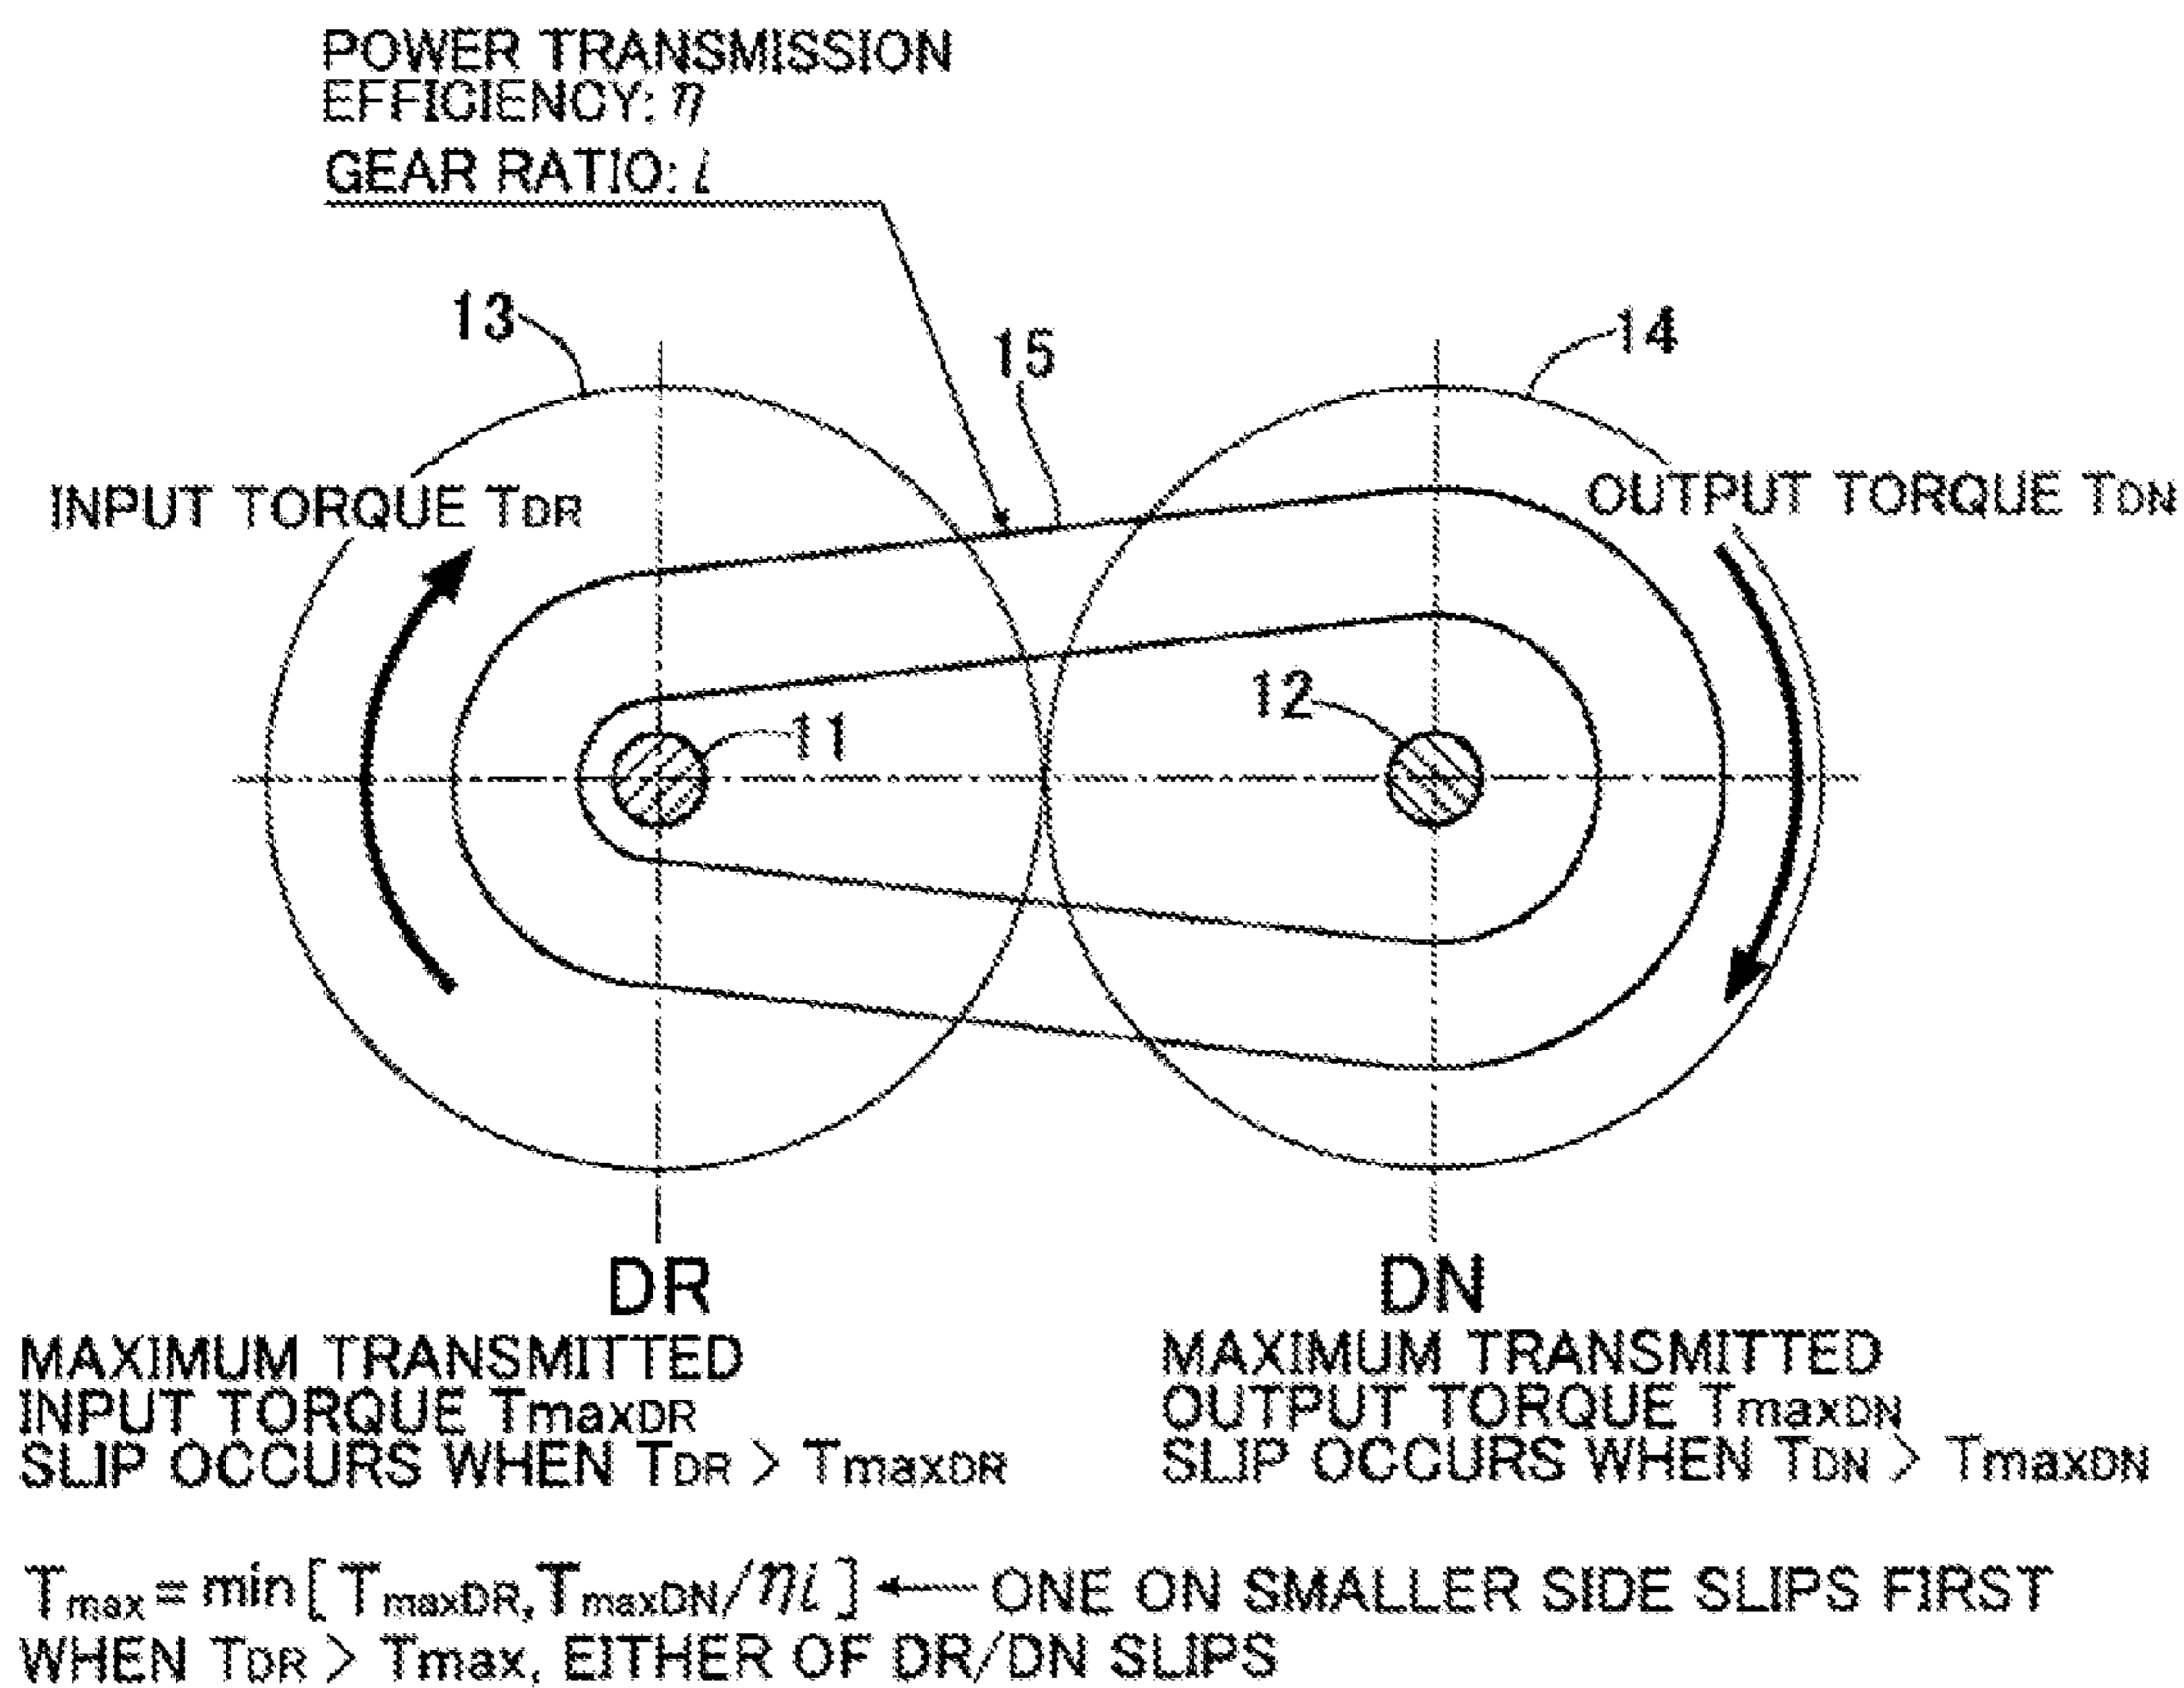 POWER TRANSMISSION
EFFICIENCY: η
GEAR RATIO: i
13
15
14
INPUT TORQUE TDR
OUTPUT TORQUE TDN
12
11
DR
DN
MAXIMUM TRANSMITTED
INPUT TORQUE TmaxDR
SLIP OCCURS WHEN TDR > TmaxDR
MAXIMUM TRANSMITTED
OUTPUT TORQUE TmaxDN
SLIP OCCURS WHEN TDN > TmaxDN
Tmax = min [ TmaxDR, TmaxDN/ηi ] ← ONE ON SMALLER SIDE SLIPS FIRST
WHEN TDR > Tmax, EITHER OF DR/DN SLIPS